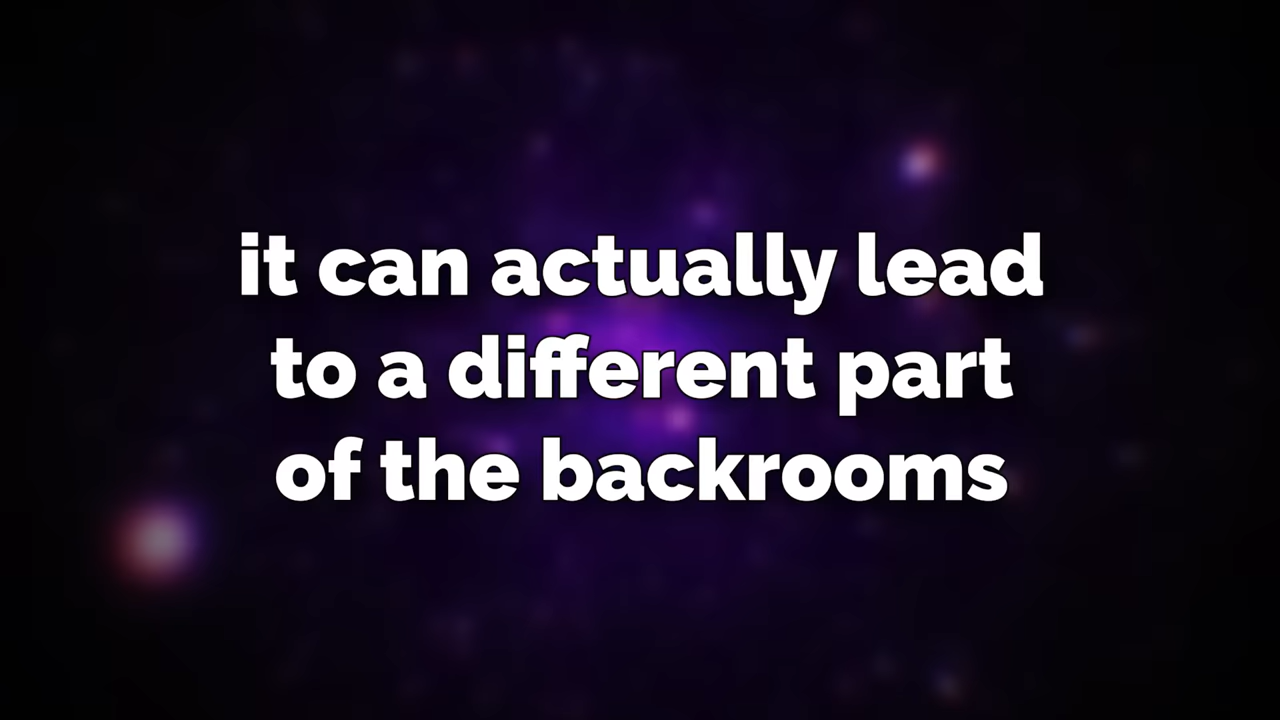 it can actually lead
to a different part
of the backrooms